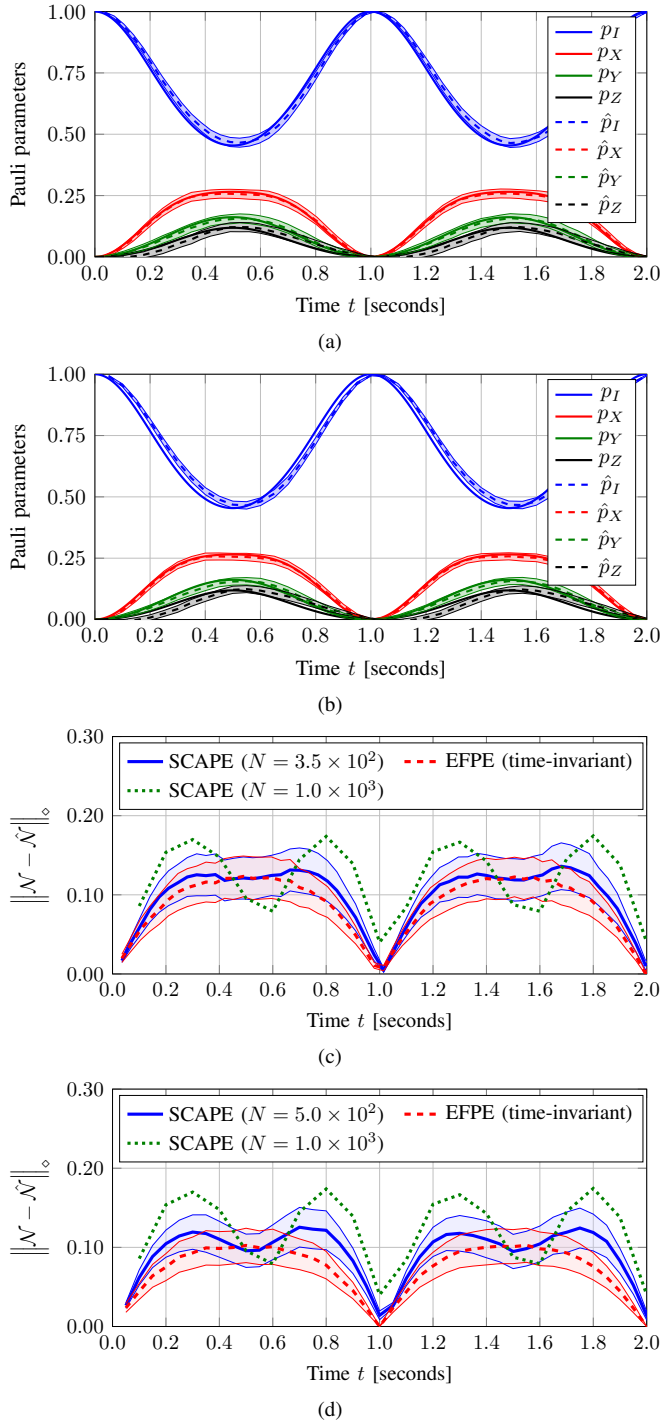 1.00
0.75
0.50
0.25
0.00
Pauli parameters
p_I
p_X
p_Y
p_Z
p̂_I
p̂_X
p̂_Y
p̂_Z
0.0 0.2 0.4 0.6 0.8 1.0 1.2 1.4 1.6 1.8 2.0
Time t [seconds]
(a)
1.00
0.75
0.50
0.25
0.00
Pauli parameters
p_I
p_X
p_Y
p_Z
p̂_I
p̂_X
p̂_Y
p̂_Z
0.0 0.2 0.4 0.6 0.8 1.0 1.2 1.4 1.6 1.8 2.0
Time t [seconds]
(b)
0.30
0.20
0.10
0.00
||𝒩 − 𝒩̂||_⋄
SCAPE (N = 3.5 × 10²) EFPE (time-invariant)
SCAPE (N = 1.0 × 10³)
0.0 0.2 0.4 0.6 0.8 1.0 1.2 1.4 1.6 1.8 2.0
Time t [seconds]
(c)
0.30
0.20
0.10
0.00
||𝒩 − 𝒩̂||_⋄
SCAPE (N = 5.0 × 10²) EFPE (time-invariant)
SCAPE (N = 1.0 × 10³)
0.0 0.2 0.4 0.6 0.8 1.0 1.2 1.4 1.6 1.8 2.0
Time t [seconds]
(d)